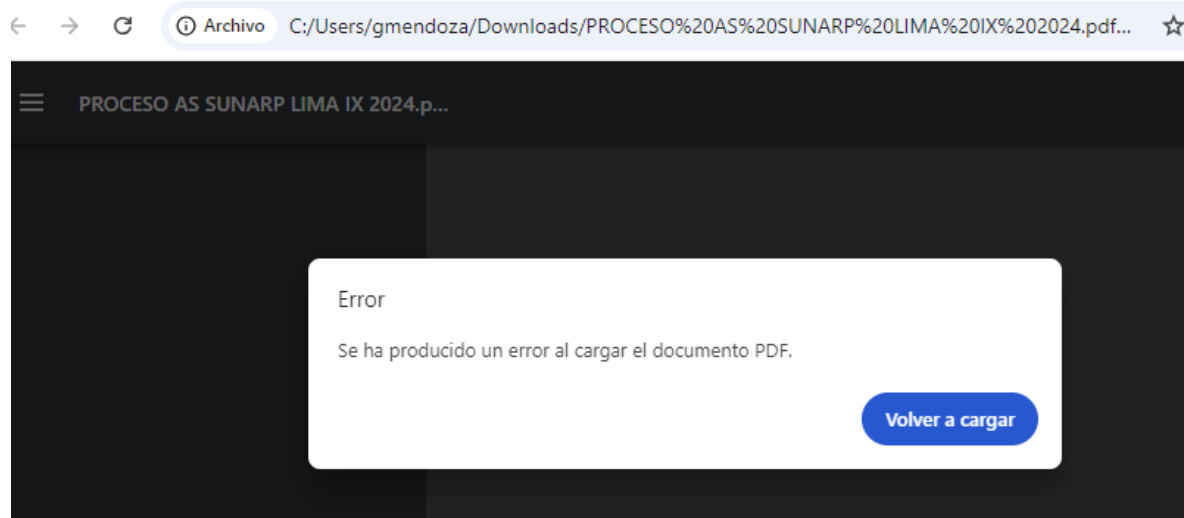 Archivo C:/Users/gmendoza/Downloads/PROCESO%20AS%20SUNARP%20LIMA%20IX%202024.pdf...
PROCESO AS SUNARP LIMA IX 2024.p...
Error
Se ha producido un error al cargar el documento PDF.
Volver a cargar